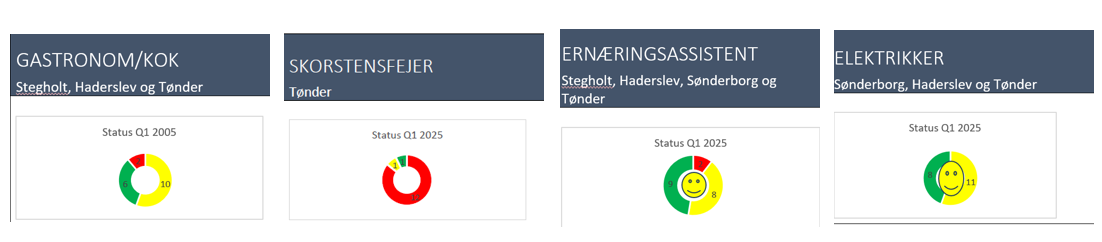 GASTRONOM/KOK
Stegholt, Haderslev og Tønder
Status Q1 2005
6
10
SKORSTENSFEJER
Tønder
Status Q1 2025
1
ERNÆRINGSASSISTENT
Stegholt, Haderslev, Sønderborg og
Tønder
Status Q1 2025
9
8
ELEKTRIKKER
Sønderborg, Haderslev og Tønder
Status Q1 2025
8
11